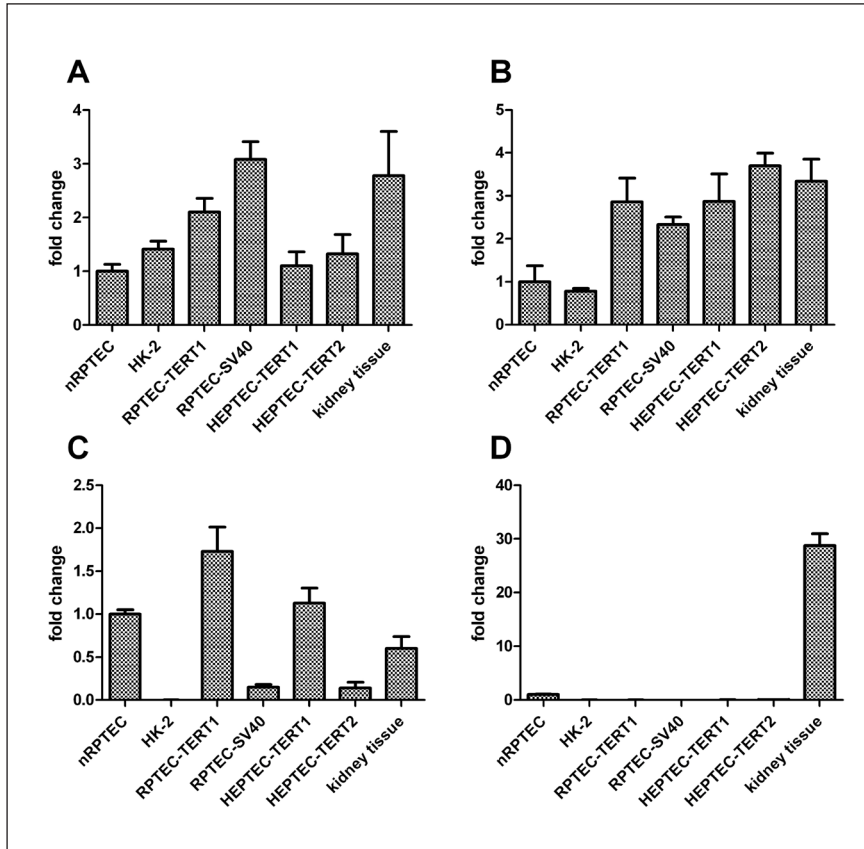 A
fold change
4
3
2
1
0
nRPTEC
HK-2
RPTEC-TERT1
RPTEC-SV40
HEPTEC-TERT1
HEPTEC-TERT2
kidney tissue
B
fold change
5
4
3
2
1
0
nRPTEC
HK-2
RPTEC-TERT1
RPTEC-SV40
HEPTEC-TERT1
HEPTEC-TERT2
kidney tissue
C
fold change
2.5
2.0
1.5
1.0
0.5
0.0
nRPTEC
HK-2
RPTEC-TERT1
RPTEC-SV40
HEPTEC-TERT1
HEPTEC-TERT2
kidney tissue
D
fold change
40
30
20
10
0
nRPTEC
HK-2
RPTEC-TERT1
RPTEC-SV40
HEPTEC-TERT1
HEPTEC-TERT2
kidney tissue